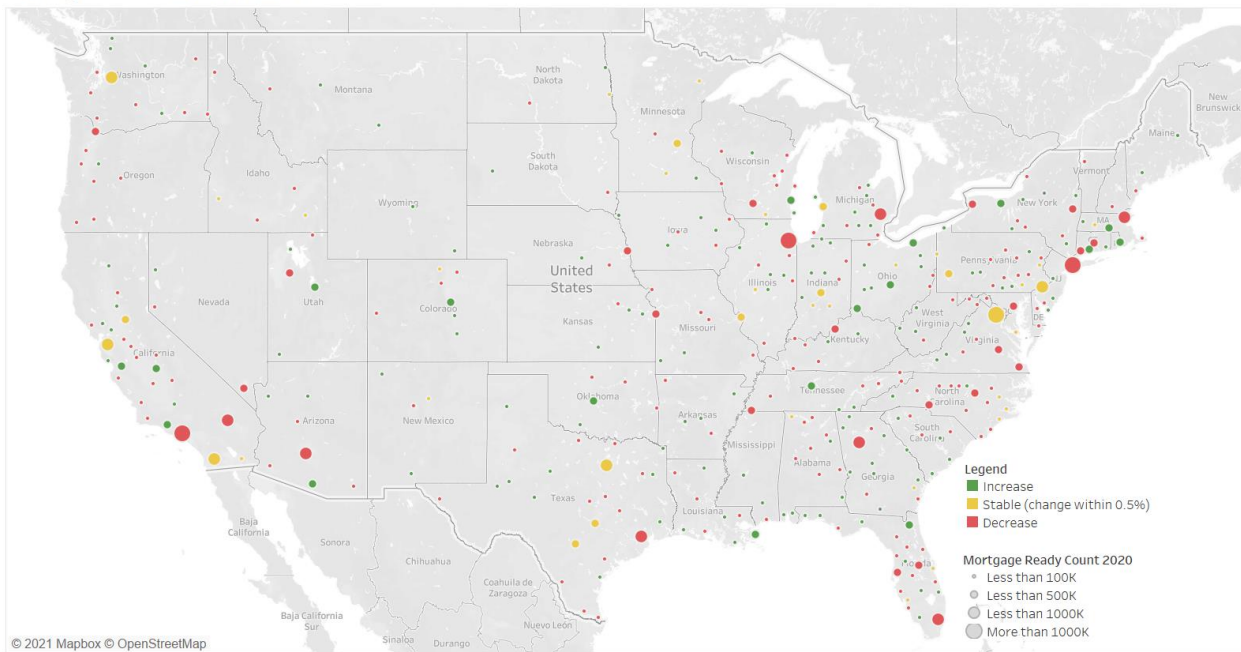 New Brunswick
Washington
Montana
North Dakota
Minnesota
Maine
Oregon
Idaho
Wyoming
South Dakota
Wisconsin
Michigan
Vermont
New York
MA
CT
Nevada
Utah
Colorado
Nebraska
United States
Iowa
Illinois
Indiana
Ohio
Pennsylvania
NJ
DE
West Virginia
Virginia
California
Kansas
Missouri
Kentucky
Arizona
New Mexico
Oklahoma
Arkansas
Tennessee
North Carolina
South Carolina
Mississippi
Alabama
Georgia
Texas
Louisiana
Florida
Baja California
Sonora
Chihuahua
Coahuila de Zaragoza
Baja California Sur
Sinaloa
Durango
Nuevo León
Legend
Increase
Stable (change within 0.5%)
Decrease
Mortgage Ready Count 2020
Less than 100K
Less than 500K
Less than 1000K
More than 1000K
© 2021 Mapbox © OpenStreetMap